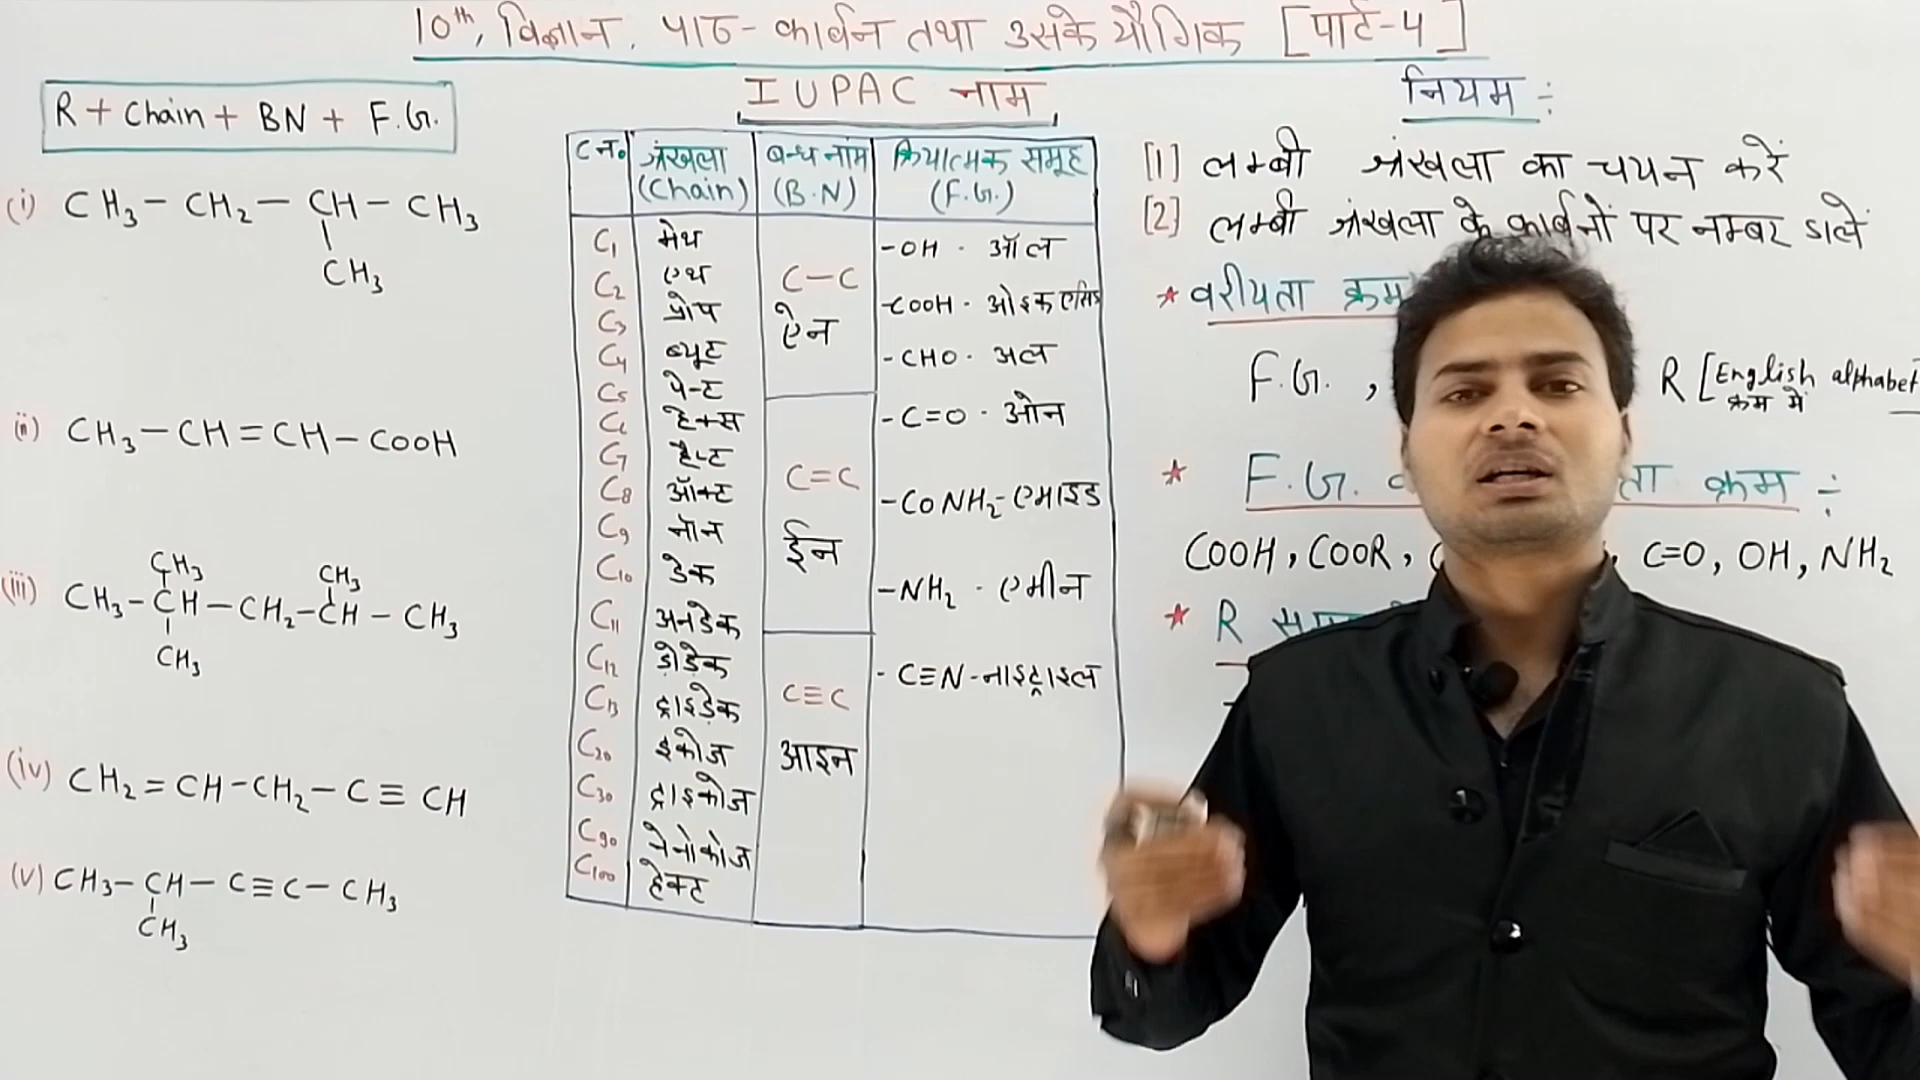 10th, विज्ञान. पाठ- कार्बन तथा उसके यौगिक [पार्ट-4]
IUPAC नाम
R + Chain + BN + F.G.
(i) CH₃ – CH₂ – CH – CH₃
CH₃
(ii) CH₃ – CH = CH – COOH
CH₃ CH₃
(iii) CH₃ – CH – CH₂ – CH – CH₃
CH₃
(iv) CH₂ = CH – CH₂ – C ≡ CH
(v) CH₃ – CH – C ≡ C – CH₃
CH₃
C न० श्रंखला (Chain) बन्ध नाम (B.N) क्रियात्मक समूह (F.G.)
C₁ मेथ
C₂ एथ
C₃ प्रोप
C₄ ब्यूट
C₅ पेन्ट
C₆ हैक्स
C₇ हैप्ट
C₈ ऑक्ट
C₉ नॉन
C₁₀ डेक
C₁₁ अनडेक
C₁₂ डोडेक
C₁₃ ट्राइडेक
C₂₀ इकोज
C₃₀ ट्राइकोज
C₉₀ नेनोकोज
C₁₀₀ हेक्ट
C–C
ऐन
C=C
ईन
C≡C
आइन
-OH · ऑल
-COOH · ओइक एसिड
-CHO · अल
-C=O · ओन
-CONH₂ - एमाइड
-NH₂ · एमीन
- C≡N - नाइट्राइल
नियम ÷
[1] लम्बी श्रंखला का चयन करें
[2] लम्बी श्रंखला के कार्बनों पर नम्बर डालें
* वरीयता क्रम
F.G. , R [English alphabet
क्रम में
* F.G. क्रम ÷
COOH, COOR, C=O, OH, NH₂
* R